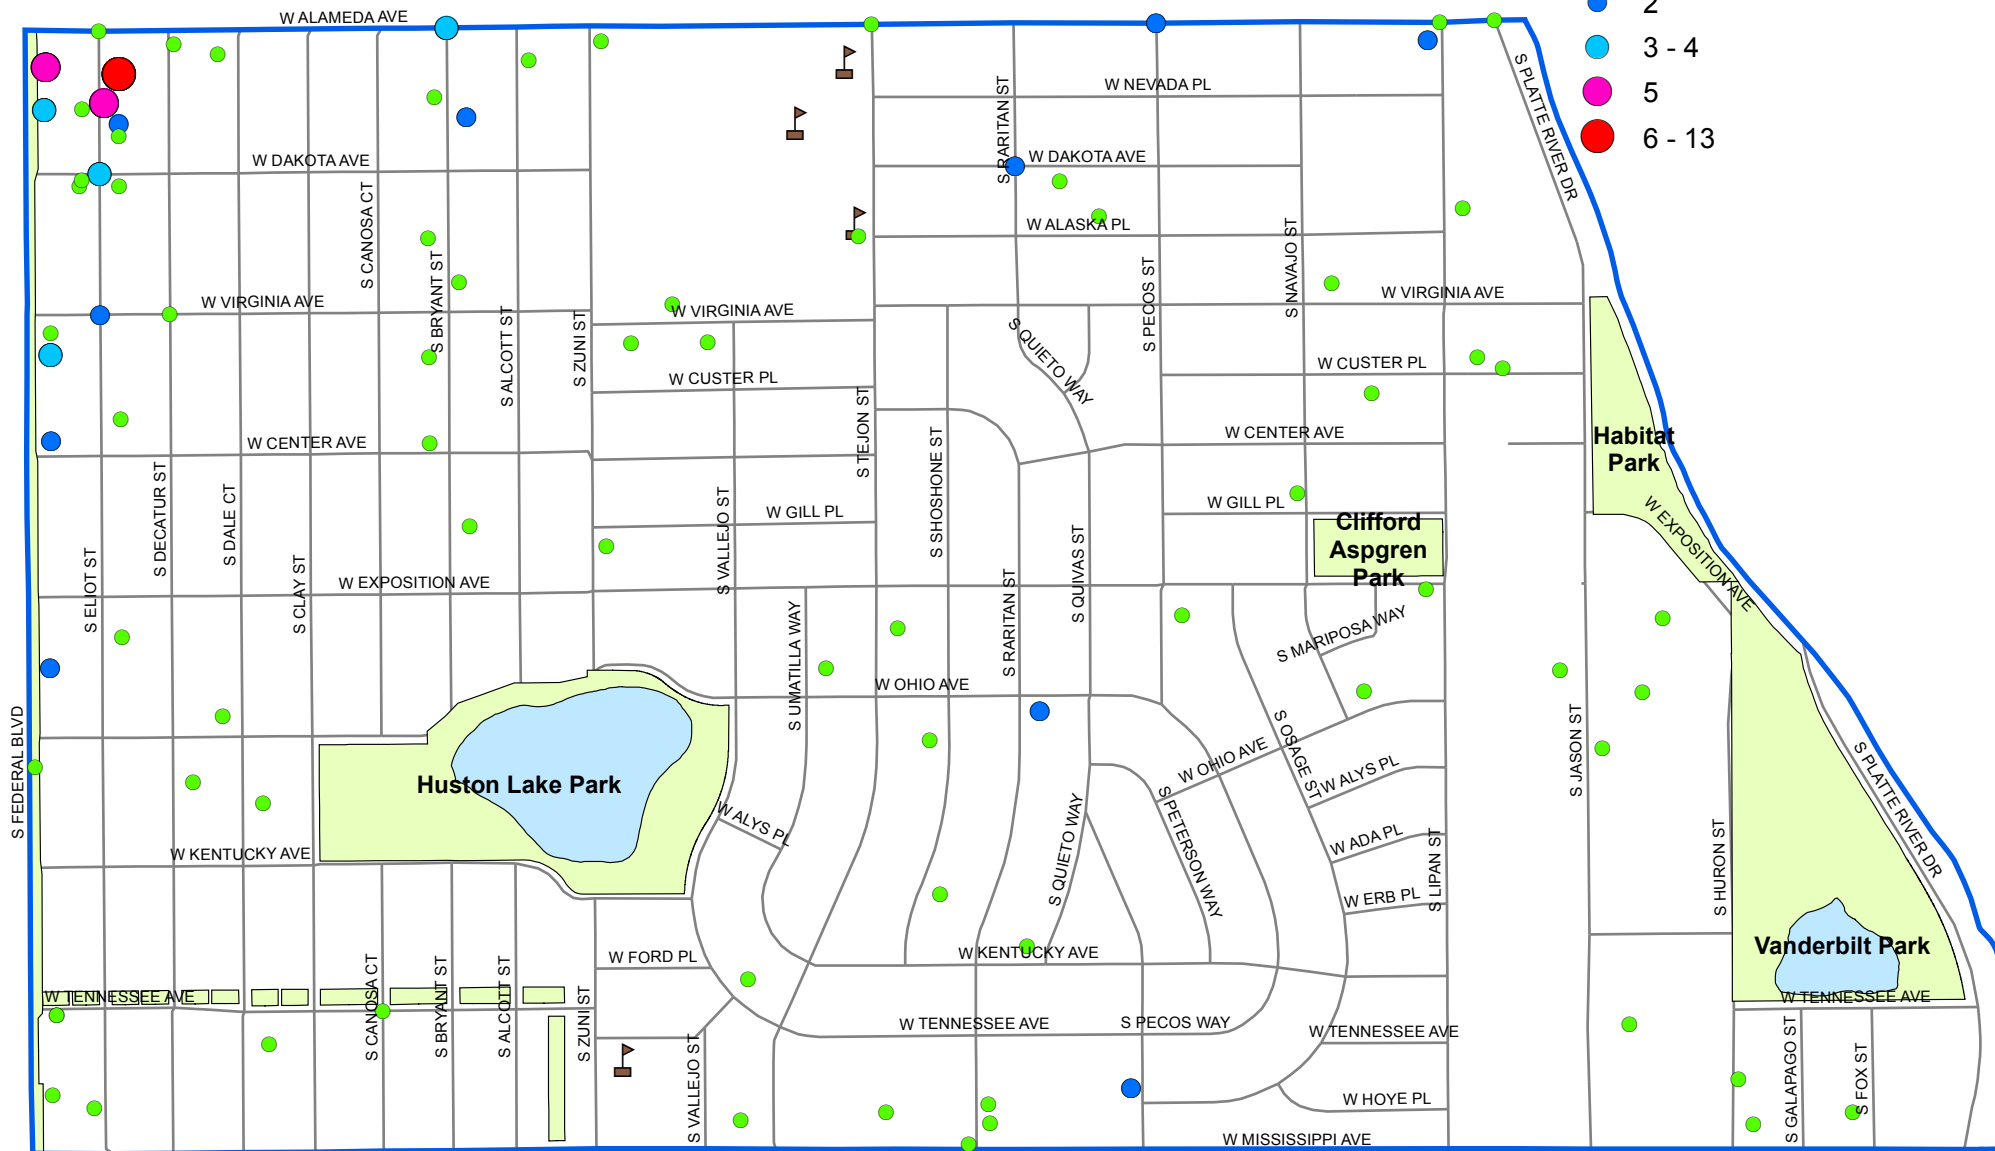 2
3 - 4
5
6 - 13
W ALAMEDA AVE
W NEVADA PL
S RARITAN ST
S PLATTE RIVER DR
W DAKOTA AVE
W DAKOTA AVE
S CANOSA CT
W ALASKA PL
S NAVAJO ST
S PECOS ST
S BRYANT ST
W VIRGINIA AVE
W VIRGINIA AVE
W VIRGINIA AVE
S ALCOTT ST
S ZUNI ST
S QUIETO WAY
W CUSTER PL
W CUSTER PL
S TEJON ST
W CENTER AVE
W CENTER AVE
Habitat
Park
S SHOSHONE ST
S DECATUR ST
S DALE CT
S VALLEJO ST
W GILL PL
W GILL PL
W EXPOSITION AVE
Clifford
Aspgren
Park
S ELIOT ST
S CLAY ST
W EXPOSITION AVE
S QUIVAS ST
S RARITAN ST
S UMATILLA WAY
S MARIPOSA WAY
W OHIO AVE
S FEDERAL BLVD
S OSAGE ST
W OHIO AVE
S JASON ST
Huston Lake Park
W ALYS PL
W ALYS PL
S PLATTE RIVER DR
S QUIETO WAY
S PETERSON WAY
W ADA PL
S LIPAN ST
S HURON ST
W KENTUCKY AVE
W ERB PL
W FORD PL
W KENTUCKY AVE
Vanderbilt Park
W TENNESSEE AVE
W TENNESSEE AVE
S CANOSA CT
S BRYANT ST
S ALCOTT ST
S ZUNI ST
W TENNESSEE AVE
S PECOS WAY
W TENNESSEE AVE
S VALLEJO ST
S GALAPAGO ST
S FOX ST
W HOYE PL
W MISSISSIPPI AVE